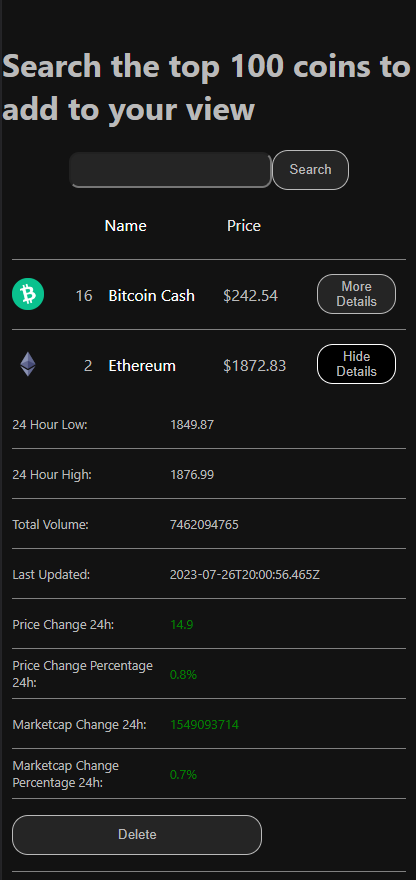 Search the top 100 coins to
add to your view
Search
Name Price
16 Bitcoin Cash $242.54 More Details
2 Ethereum $1872.83 Hide Details
24 Hour Low: 1849.87
24 Hour High: 1876.99
Total Volume: 7462094765
Last Updated: 2023-07-26T20:00:56.465Z
Price Change 24h: 14.9
Price Change Percentage
24h: 0.8%
Marketcap Change 24h: 1549093714
Marketcap Change
Percentage 24h: 0.7%
Delete